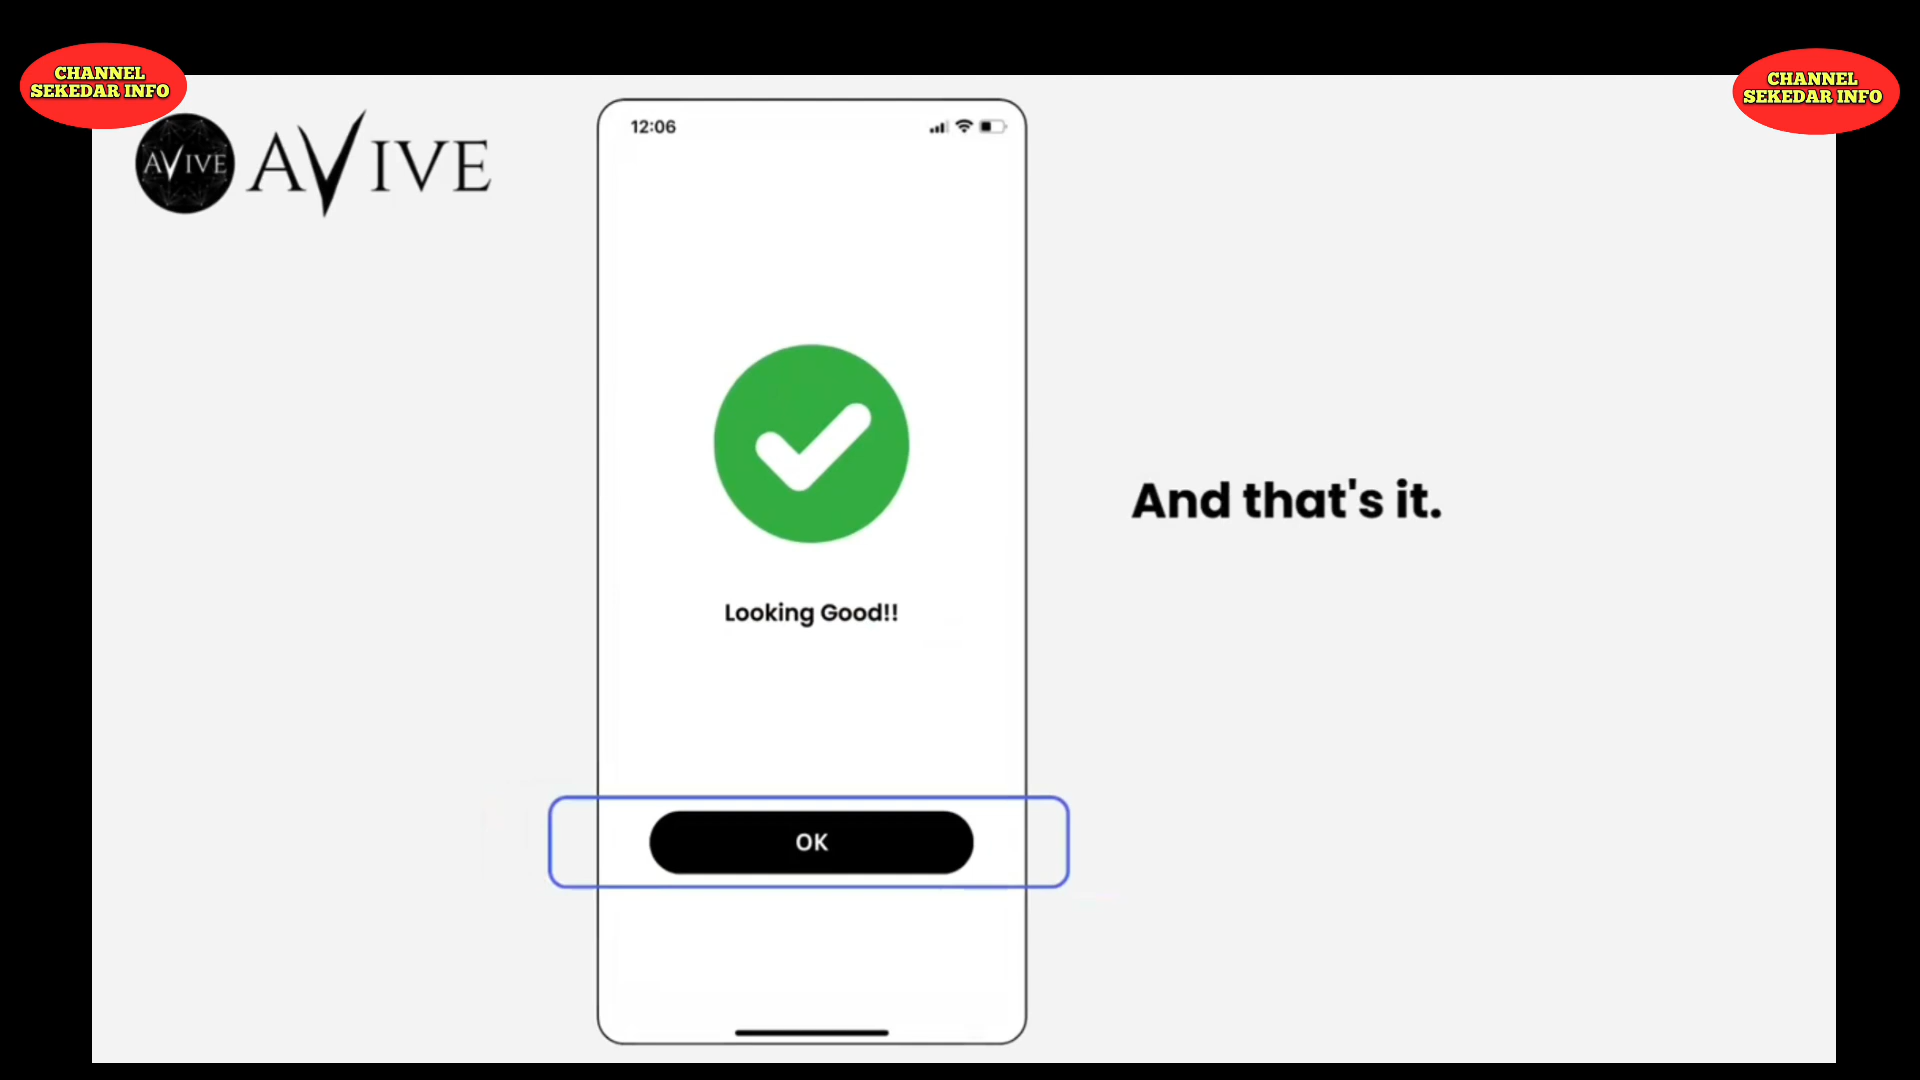 CHANNEL
SEKEDAR INFO
CHANNEL
SEKEDAR INFO
AVIVE
AVIVE
12:06
And that's it.
Looking Good!!
OK